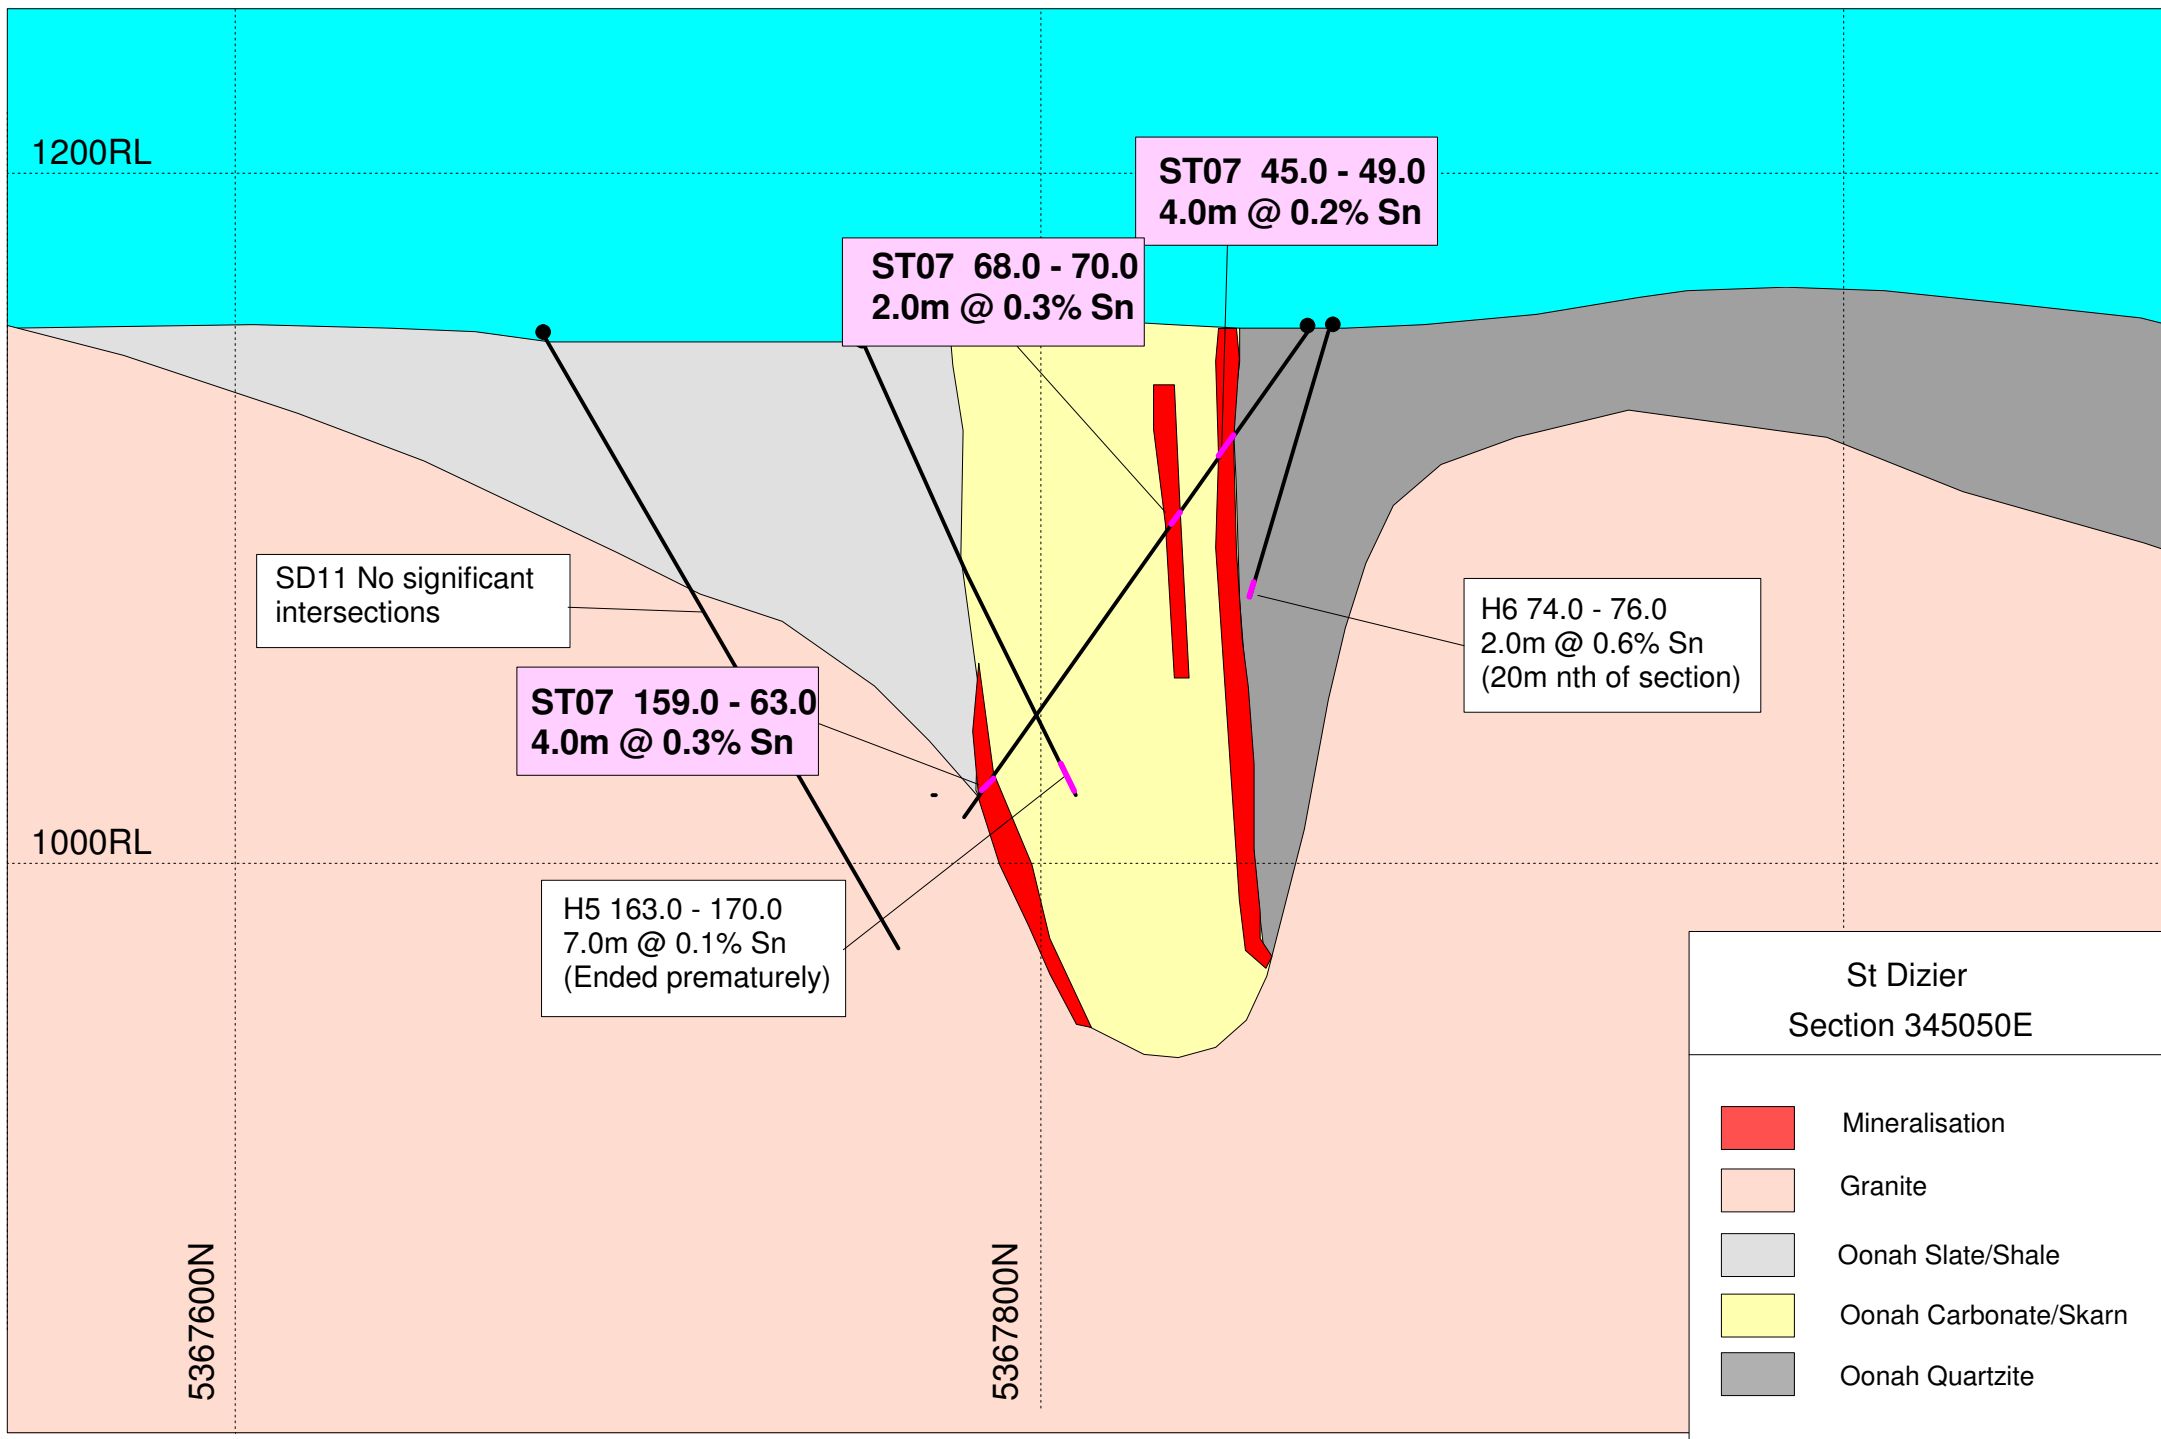 1200RL
ST07 45.0 - 49.0
4.0m @ 0.2% Sn
ST07 68.0 - 70.0
2.0m @ 0.3% Sn
SD11 No significant
intersections
H6 74.0 - 76.0
2.0m @ 0.6% Sn
(20m nth of section)
ST07 159.0 - 63.0
4.0m @ 0.3% Sn
1000RL
H5 163.0 - 170.0
7.0m @ 0.1% Sn
(Ended prematurely)
5367600N
5367800N
St Dizier
Section 345050E
Mineralisation
Granite
Oonah Slate/Shale
Oonah Carbonate/Skarn
Oonah Quartzite